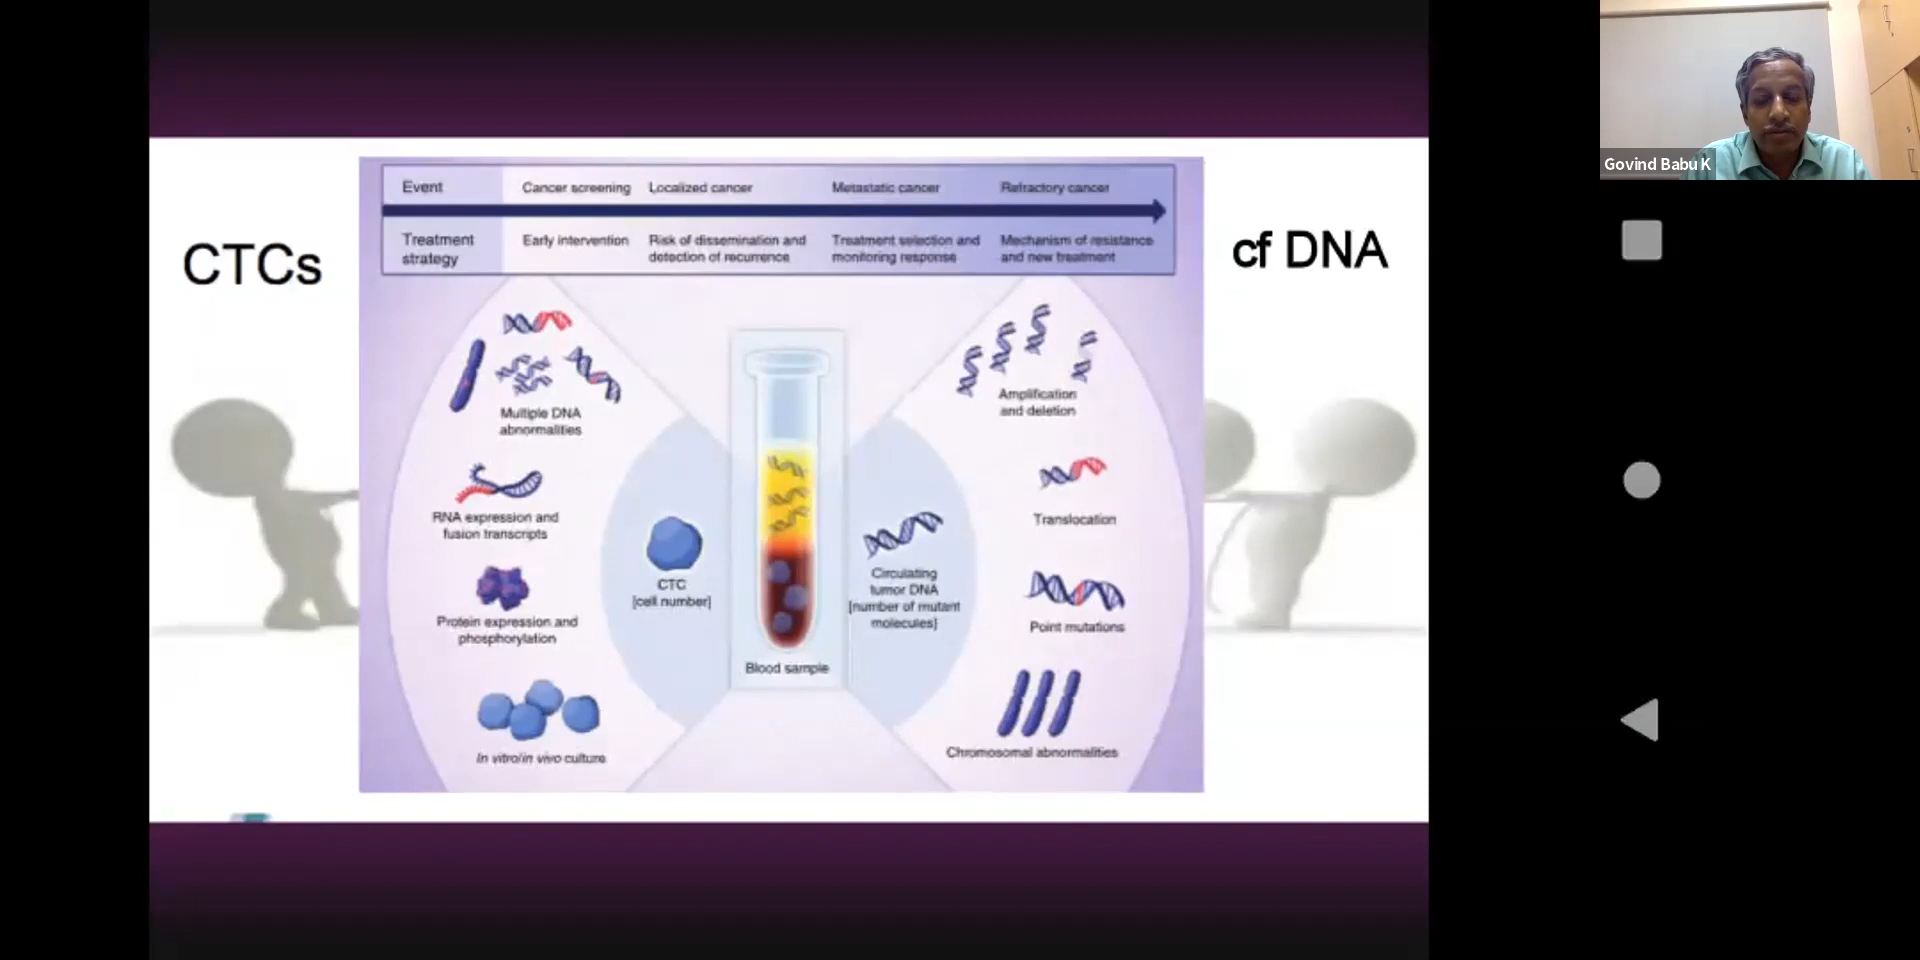 Event
Cancer screening
Localized cancer
Metastatic cancer
Refractory cancer
Treatment
strategy
Early intervention
Risk of dissemination and
detection of recurrence
Treatment selection and
monitoring response
Mechanism of resistance
and new treatment
CTCs
cf DNA
Multiple DNA
abnormalities
RNA expression and
fusion transcripts
Protein expression and
phosphorylation
In vitro/in vivo culture
CTC
[cell number]
Blood sample
Circulating
tumor DNA
[number of mutant
molecules]
Amplification
and deletion
Translocation
Point mutations
Chromosomal abnormalities
Govind Babu K